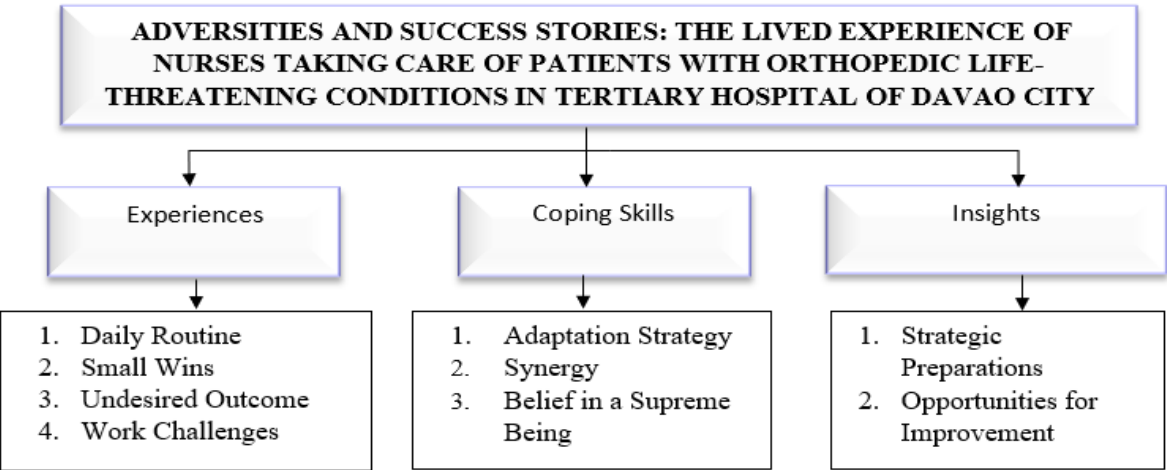 ADVERSITIES AND SUCCESS STORIES: THE LIVED EXPERIENCE OF
NURSES TAKING CARE OF PATIENTS WITH ORTHOPEDIC LIFE-
THREATENING CONDITIONS IN TERTIARY HOSPITAL OF DAVAO CITY
Experiences
Coping Skills
Insights
1. Daily Routine
2. Small Wins
3. Undesired Outcome
4. Work Challenges
1. Adaptation Strategy
2. Synergy
3. Belief in a Supreme
Being
1. Strategic
Preparations
2. Opportunities for
Improvement